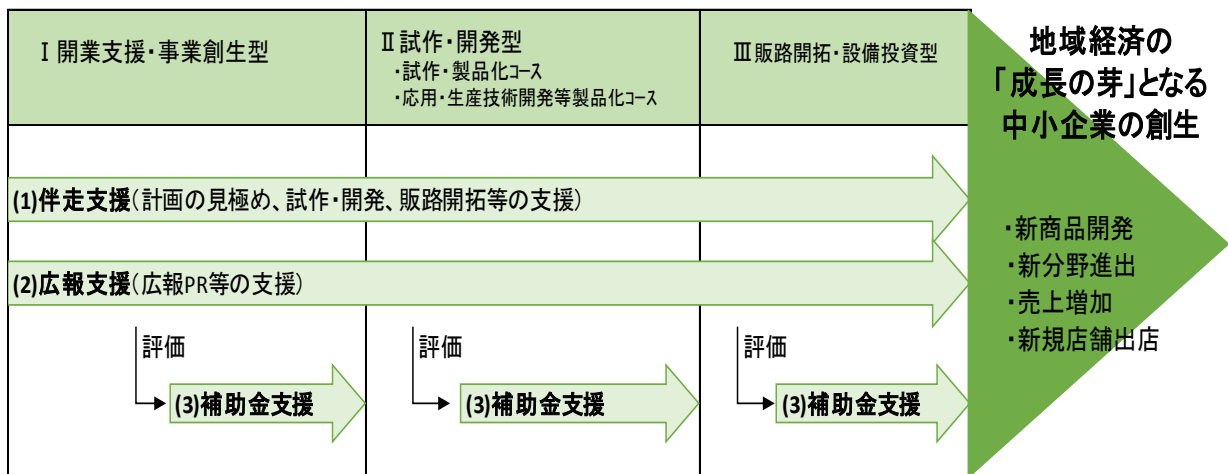 Ⅰ開業支援・事業創生型
Ⅱ試作・開発型
・試作・製品化ｺｰｽ
・応用・生産技術開発等製品化ｺｰｽ
Ⅲ販路開拓・設備投資型
地域経済の
「成長の芽」となる
中小企業の創生
(1)伴走支援(計画の見極め、試作・開発、販路開拓等の支援)
(2)広報支援(広報PR等の支援)
・新商品開発
・新分野進出
・売上増加
・新規店舗出店
評価
(3)補助金支援
評価
(3)補助金支援
評価
(3)補助金支援